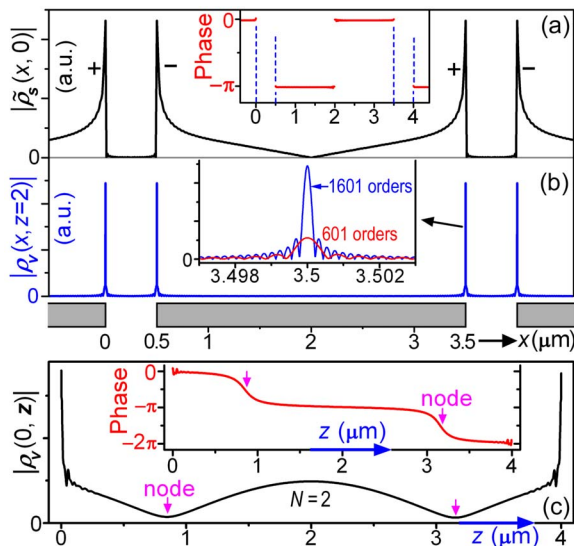 |ρ̃s(x, 0)|
(a.u.)
0
+
−
+
−
(a)
Phase
0
−π
0 1 2 3 4
|ρv(x, z=2)|
(a.u.)
0
(b)
1601 orders
601 orders
0
3.498 3.5 3.502
0 0.5 1 2 3 3.5 x(μm)
|ρv(0, z)|
0
Phase
0
−π
−2π
node
z (μm)
0 1 2 3 4
node
N=2
(c)
0 1 2 3 z (μm) 4